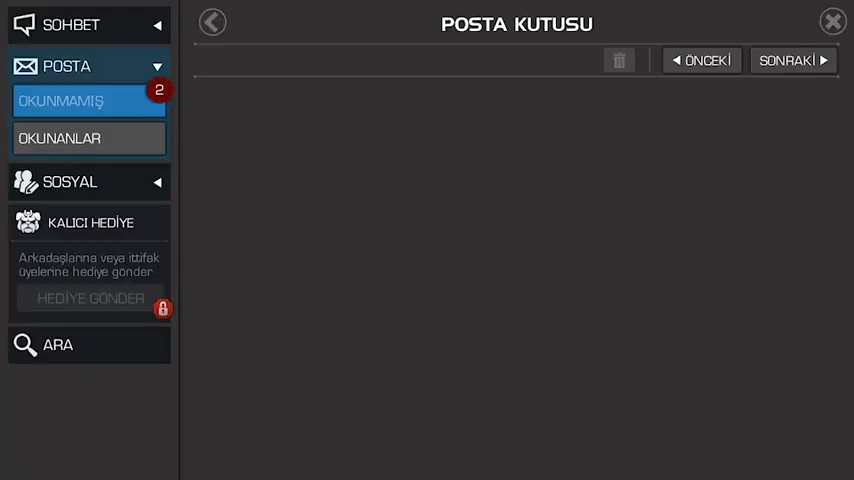 SOHBET
POSTA
2
OKUNMAMIŞ
OKUNANLAR
SOSYAL
KALICI HEDİYE
Arkadaşlarına veya ittifak
üyelerine hediye gönder
HEDİYE GÖNDER
ARA
POSTA KUTUSU
ÖNCEKİ
SONRAKİ